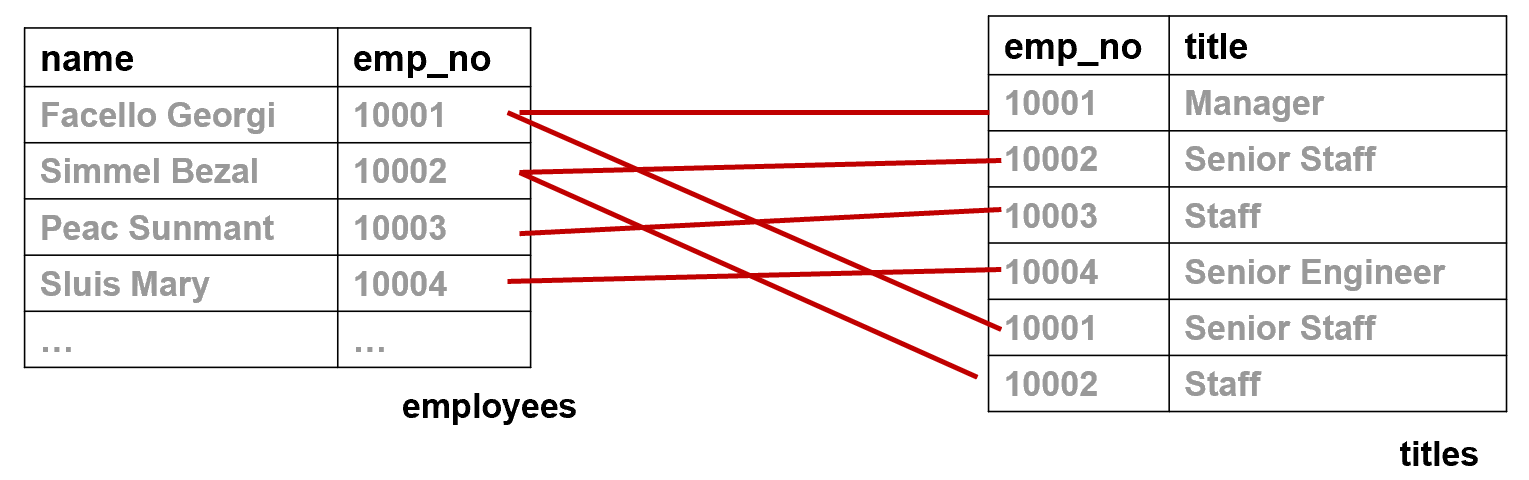 name emp_no
Facello Georgi 10001
Simmel Bezal 10002
Peac Sunmant 10003
Sluis Mary 10004
... ...
employees
emp_no title
10001 Manager
10002 Senior Staff
10003 Staff
10004 Senior Engineer
10001 Senior Staff
10002 Staff
titles